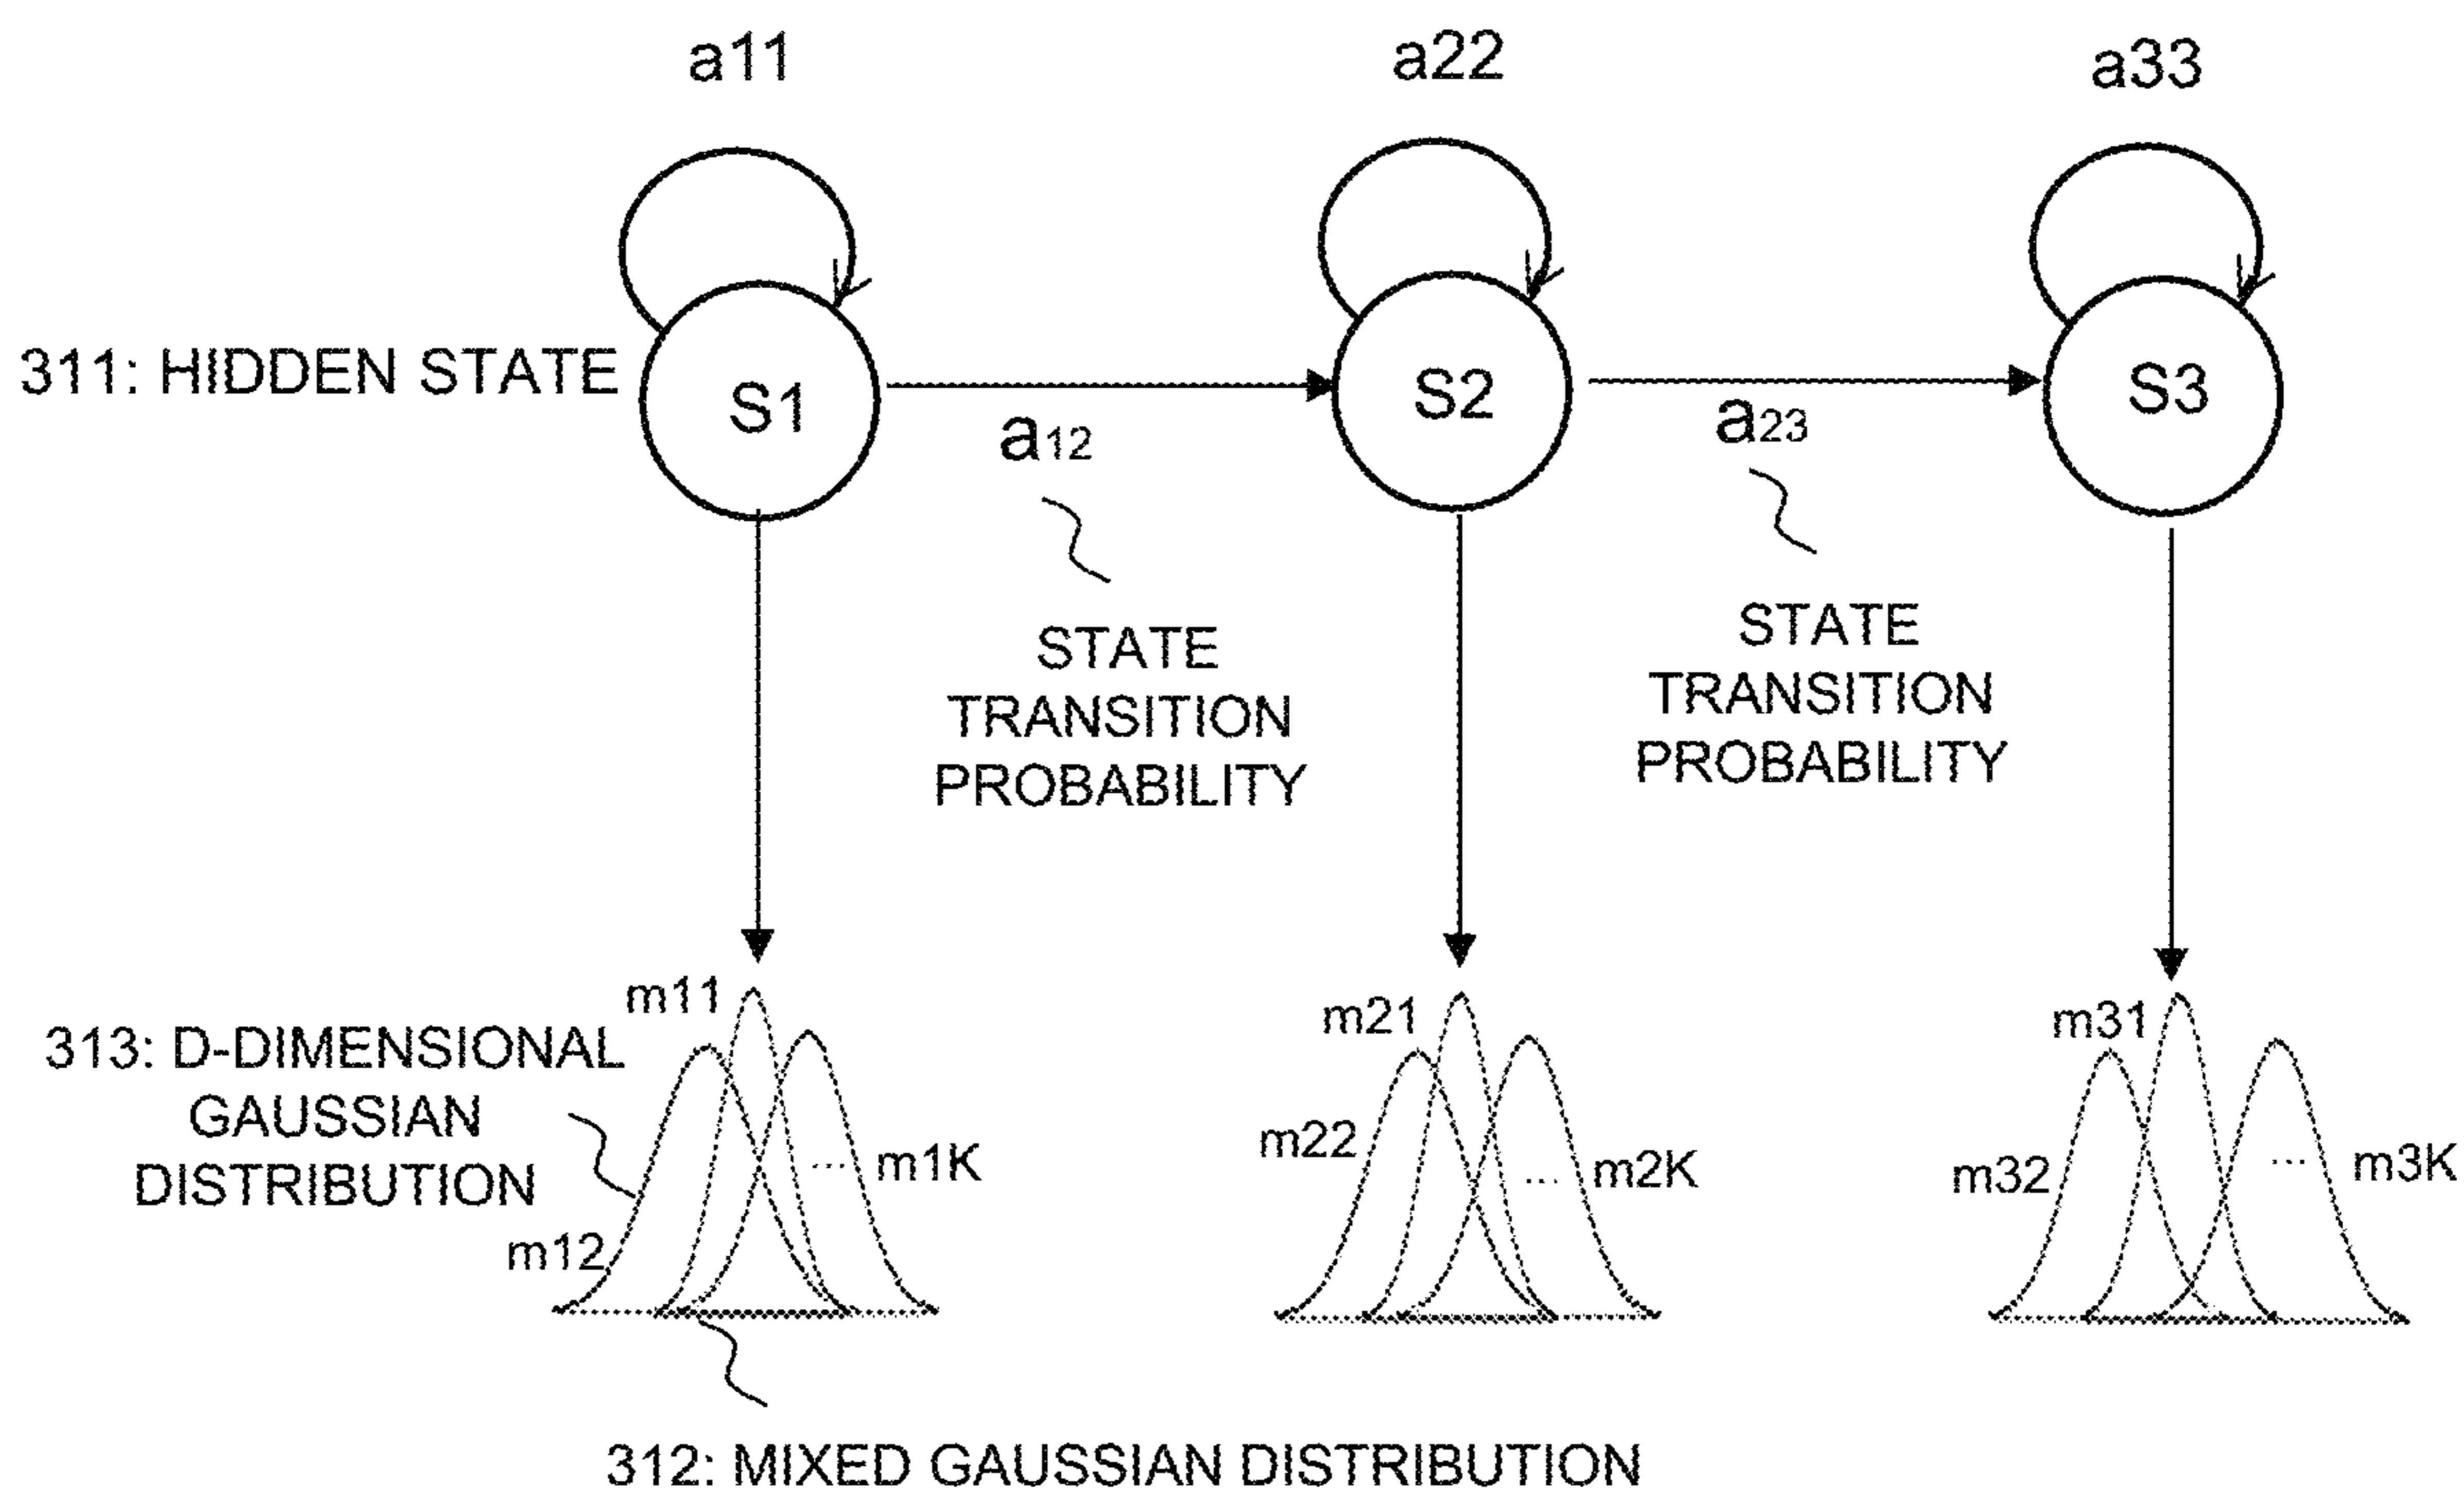 a11
a22
a33
311: HIDDEN STATE
S1
S2
S3
a12
a23
STATE
TRANSITION
PROBABILITY
STATE
TRANSITION
PROBABILITY
m11
m21
m31
313: D-DIMENSIONAL
GAUSSIAN
DISTRIBUTION
m12
... m1K
m22
... m2K
m32
... m3K
312: MIXED GAUSSIAN DISTRIBUTION